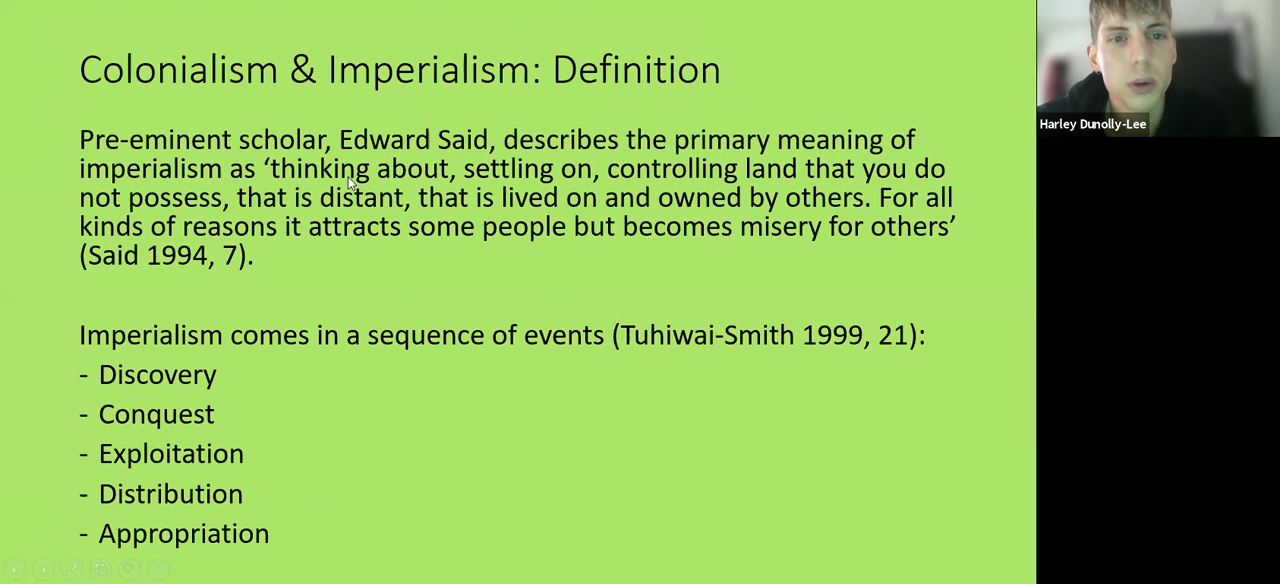 Colonialism & Imperialism: Definition
Pre-eminent scholar, Edward Said, describes the primary meaning of
imperialism as ‘thinking about, settling on, controlling land that you do
not possess, that is distant, that is lived on and owned by others. For all
kinds of reasons it attracts some people but becomes misery for others’
(Said 1994, 7).
Imperialism comes in a sequence of events (Tuhiwai-Smith 1999, 21):
- Discovery
- Conquest
- Exploitation
- Distribution
- Appropriation
Harley Dunolly-Lee